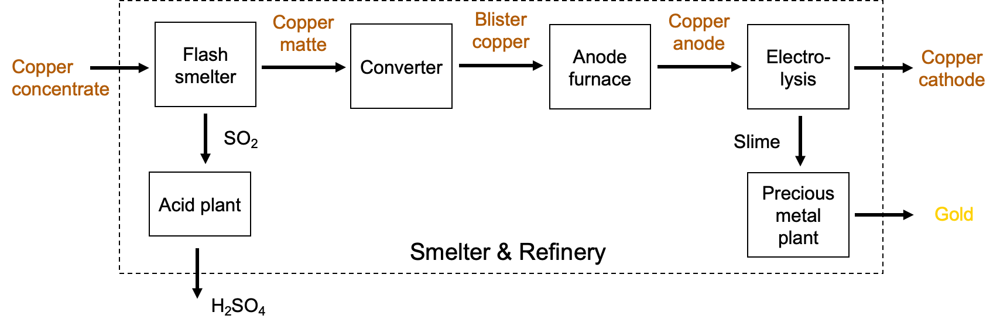 Copper
concentrate
Flash
smelter
Copper
matte
Converter
Blister
copper
Anode
furnace
Copper
anode
Electro-
lysis
Copper
cathode
SO₂
Slime
Acid plant
Precious
metal
plant
Gold
Smelter & Refinery
H₂SO₄